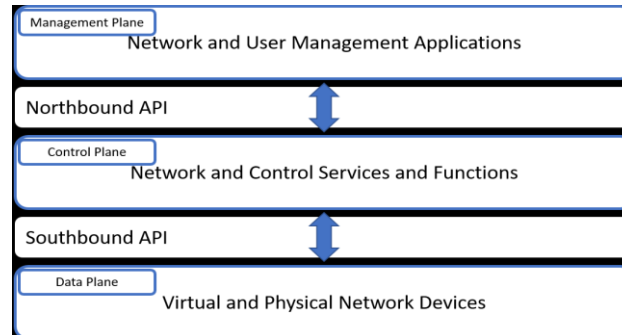 Management Plane
Network and User Management Applications
Northbound API
Control Plane
Network and Control Services and Functions
Southbound API
Data Plane
Virtual and Physical Network Devices